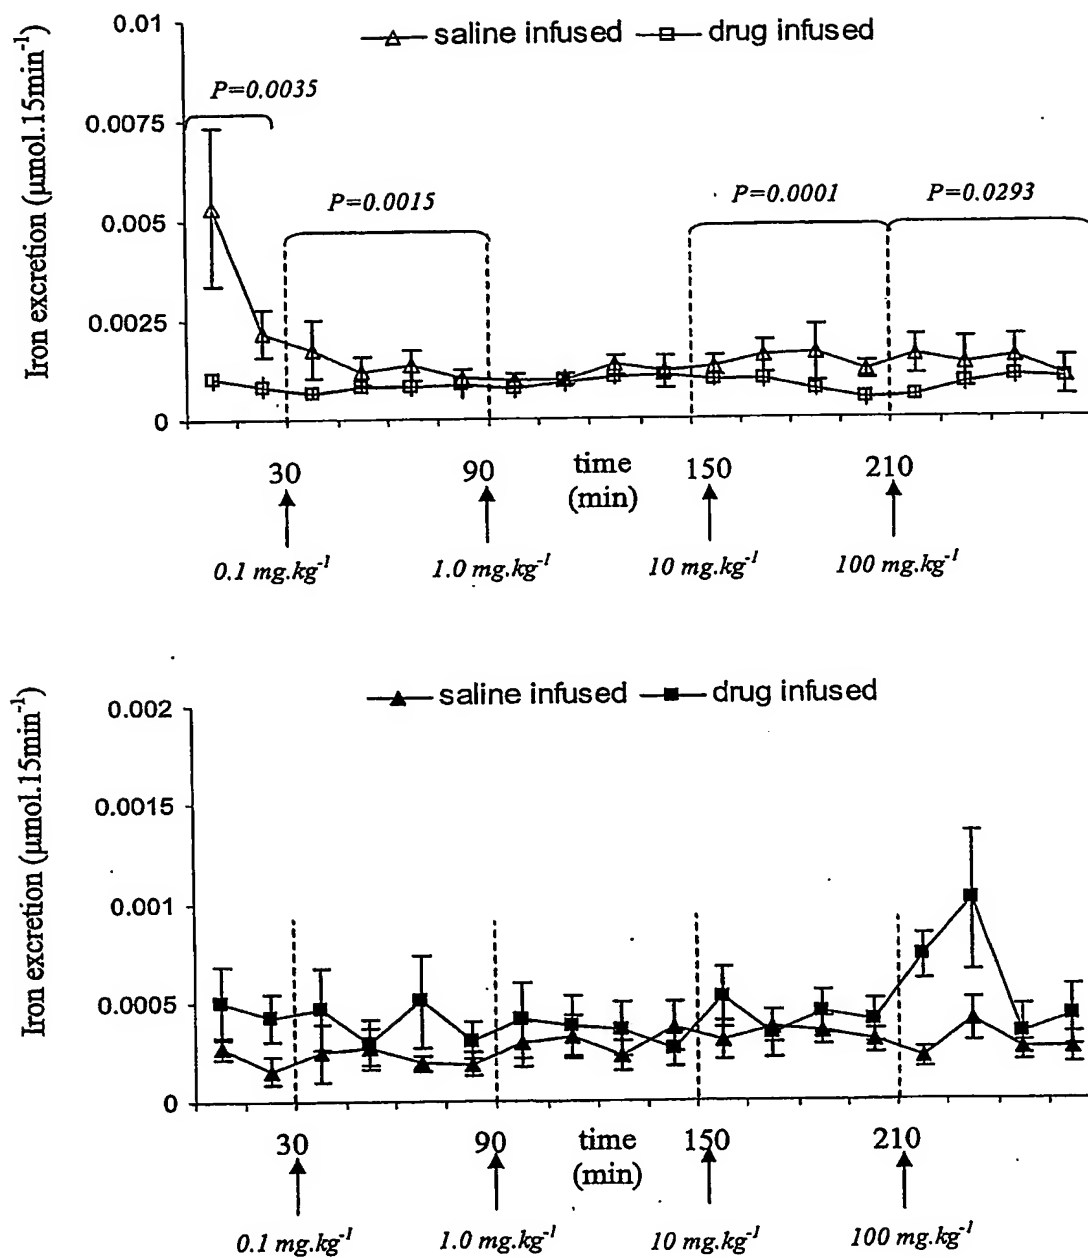 saline infused drug infused
Iron excretion (μmol.15min⁻¹)
0.01
0.0075
0.005
0.0025
0
P=0.0035
P=0.0015
P=0.0001
P=0.0293
30 90 time 150 210
(min)
0.1 mg.kg⁻¹ 1.0 mg.kg⁻¹ 10 mg.kg⁻¹ 100 mg.kg⁻¹
saline infused drug infused
Iron excretion (μmol.15min⁻¹)
0.002
0.0015
0.001
0.0005
0
30 90 time 150 210
(min)
0.1 mg.kg⁻¹ 1.0 mg.kg⁻¹ 10 mg.kg⁻¹ 100 mg.kg⁻¹